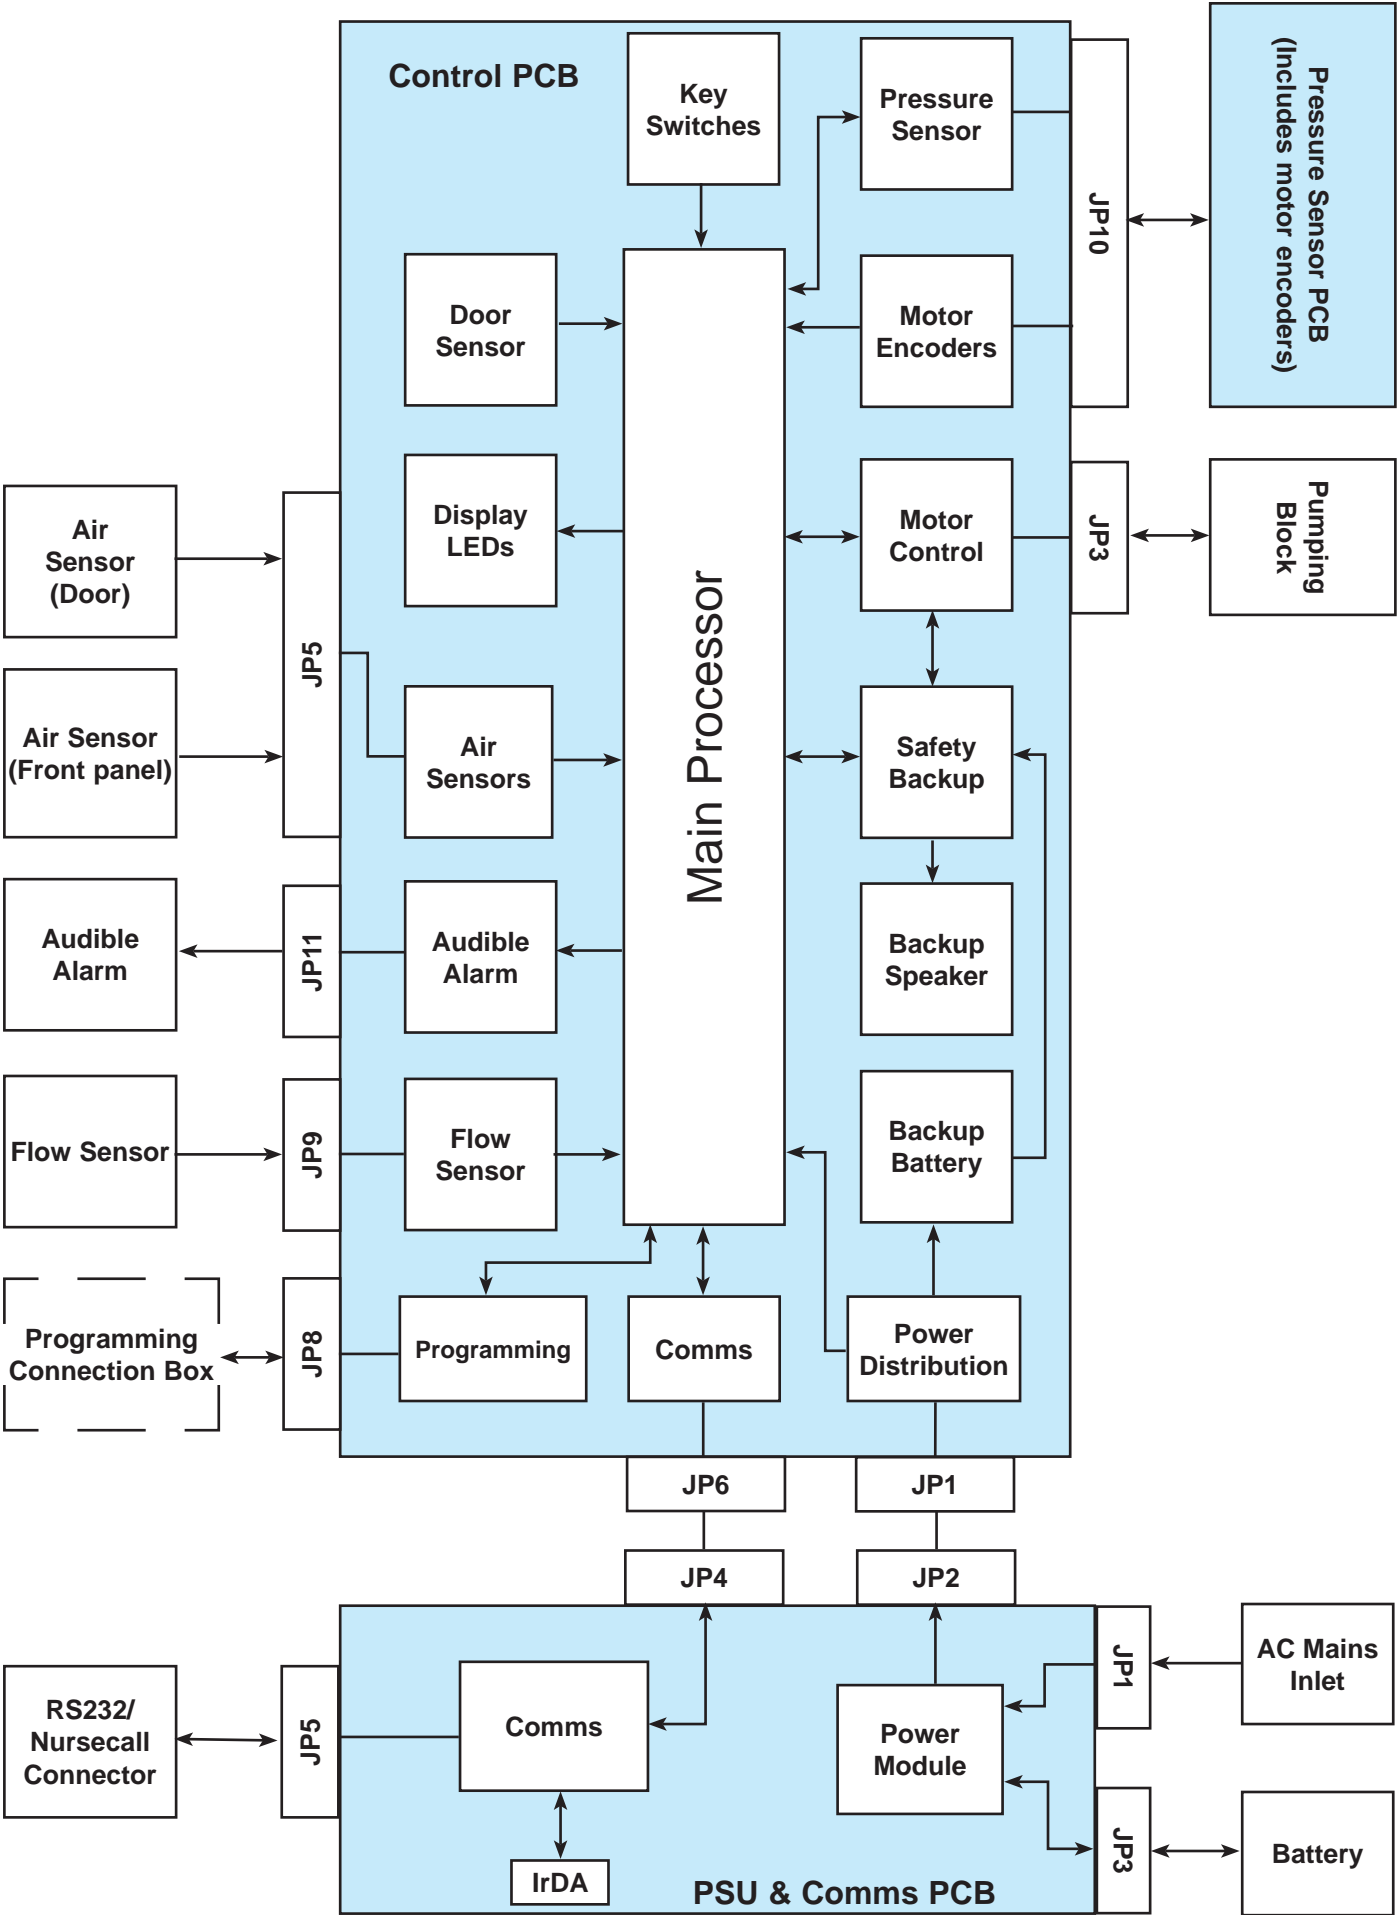 Control PCB
Key
Switches
Pressure
Sensor
JP10
Pressure Sensor PCB
(Includes motor encoders)
Door
Sensor
Motor
Encoders
Main Processor
Air
Sensor
(Door)
JP5
Display
LEDs
Motor
Control
JP3
Pumping
Block
Air Sensor
(Front panel)
Air
Sensors
Safety
Backup
Audible
Alarm
JP11
Audible
Alarm
Backup
Speaker
Flow Sensor
JP9
Flow
Sensor
Backup
Battery
Programming
Connection Box
JP8
Programming
Comms
Power
Distribution
JP6
JP1
JP4
JP2
RS232/
Nursecall
Connector
JP5
Comms
Power
Module
JP1
AC Mains
Inlet
IrDA
PSU & Comms PCB
JP3
Battery